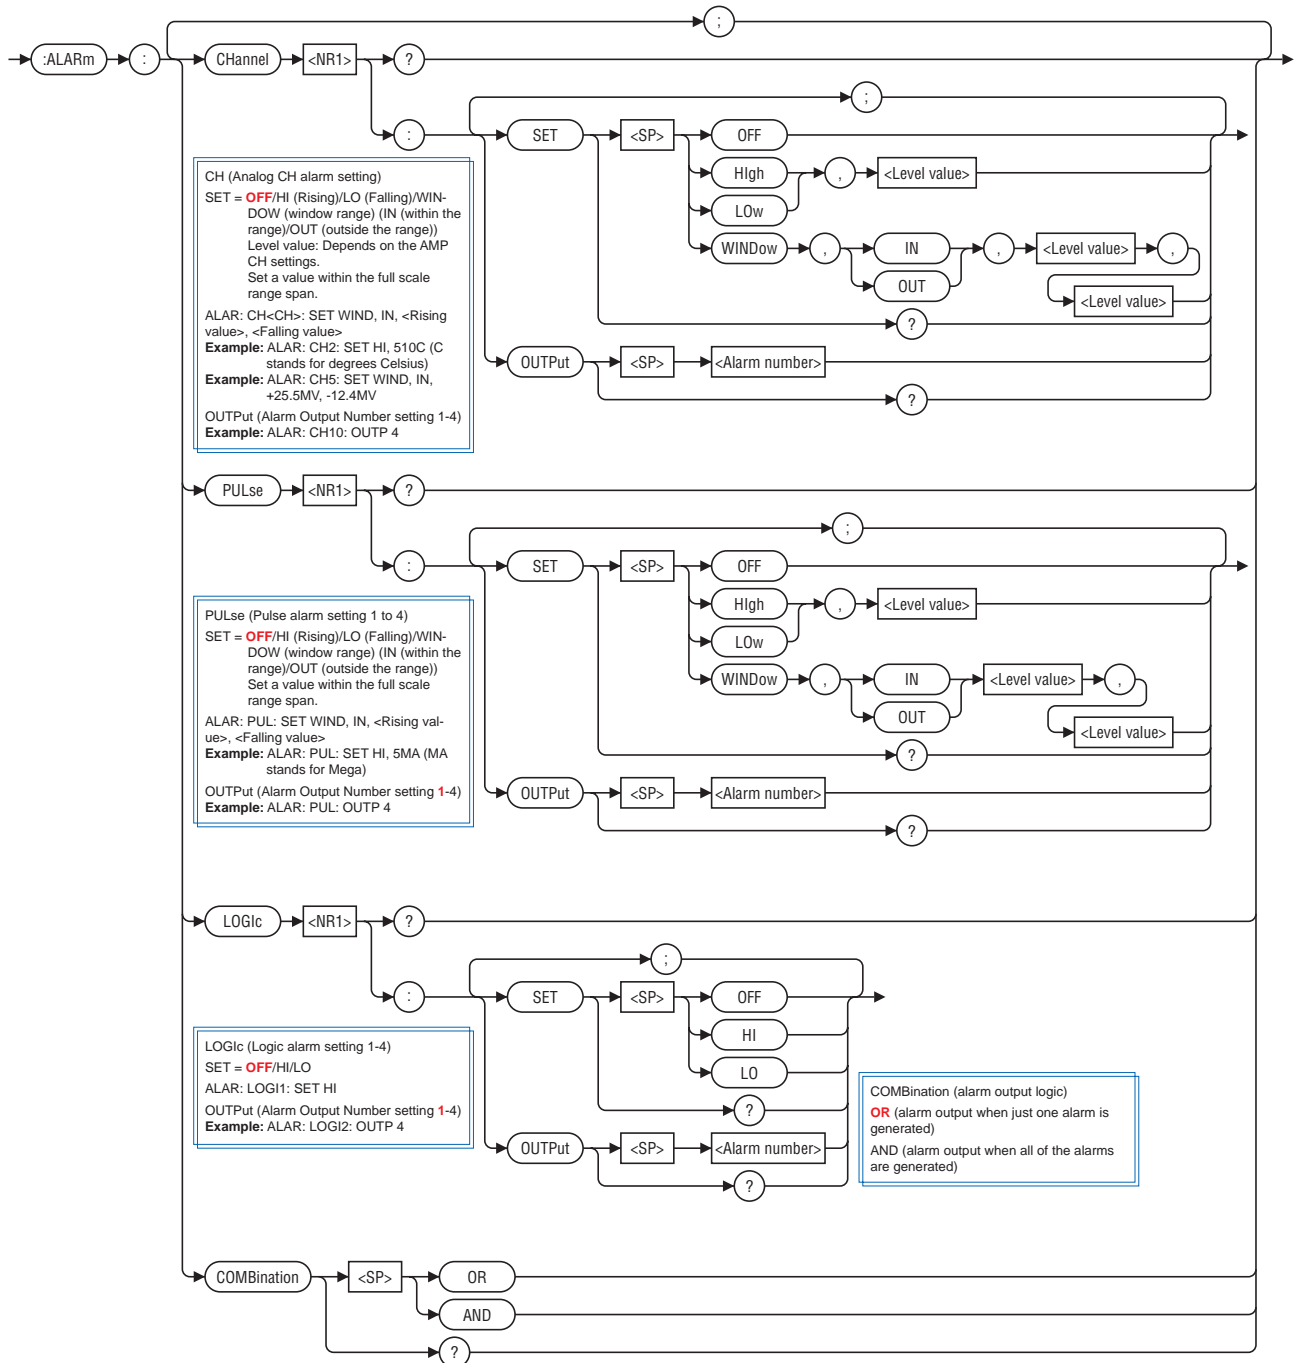 ;
:ALARm : CHannel <NR1> ?
;
: SET <SP> OFF
HIgh , <Level value>
LOw
WINDow , IN , <Level value> ,
OUT <Level value>
?
OUTPut <SP> <Alarm number>
?
CH (Analog CH alarm setting)
SET = OFF/HI (Rising)/LO (Falling)/WIN-
DOW (window range) (IN (within the
range)/OUT (outside the range))
Level value: Depends on the AMP
CH settings.
Set a value within the full scale
range span.
ALAR: CH<CH>: SET WIND, IN, <Rising
value>, <Falling value>
Example: ALAR: CH2: SET HI, 510C (C
stands for degrees Celsius)
Example: ALAR: CH5: SET WIND, IN,
+25.5MV, -12.4MV
OUTPut (Alarm Output Number setting 1-4)
Example: ALAR: CH10: OUTP 4
PULse <NR1> ?
;
: SET <SP> OFF
HIgh , <Level value>
LOw
WINDow , IN <Level value> ,
OUT <Level value>
?
OUTPut <SP> <Alarm number>
?
PULse (Pulse alarm setting 1 to 4)
SET = OFF/HI (Rising)/LO (Falling)/WIN-
DOW (window range) (IN (within the
range)/OUT (outside the range))
Set a value within the full scale
range span.
ALAR: PUL: SET WIND, IN, <Rising val-
ue>, <Falling value>
Example: ALAR: PUL: SET HI, 5MA (MA
stands for Mega)
OUTPut (Alarm Output Number setting 1-4)
Example: ALAR: PUL: OUTP 4
LOGIc <NR1> ?
;
: SET <SP> OFF
HI
LO
?
OUTPut <SP> <Alarm number>
?
LOGIc (Logic alarm setting 1-4)
SET = OFF/HI/LO
ALAR: LOGI1: SET HI
OUTPut (Alarm Output Number setting 1-4)
Example: ALAR: LOGI2: OUTP 4
COMBination (alarm output logic)
OR (alarm output when just one alarm is
generated)
AND (alarm output when all of the alarms
are generated)
COMBination <SP> OR
AND
?